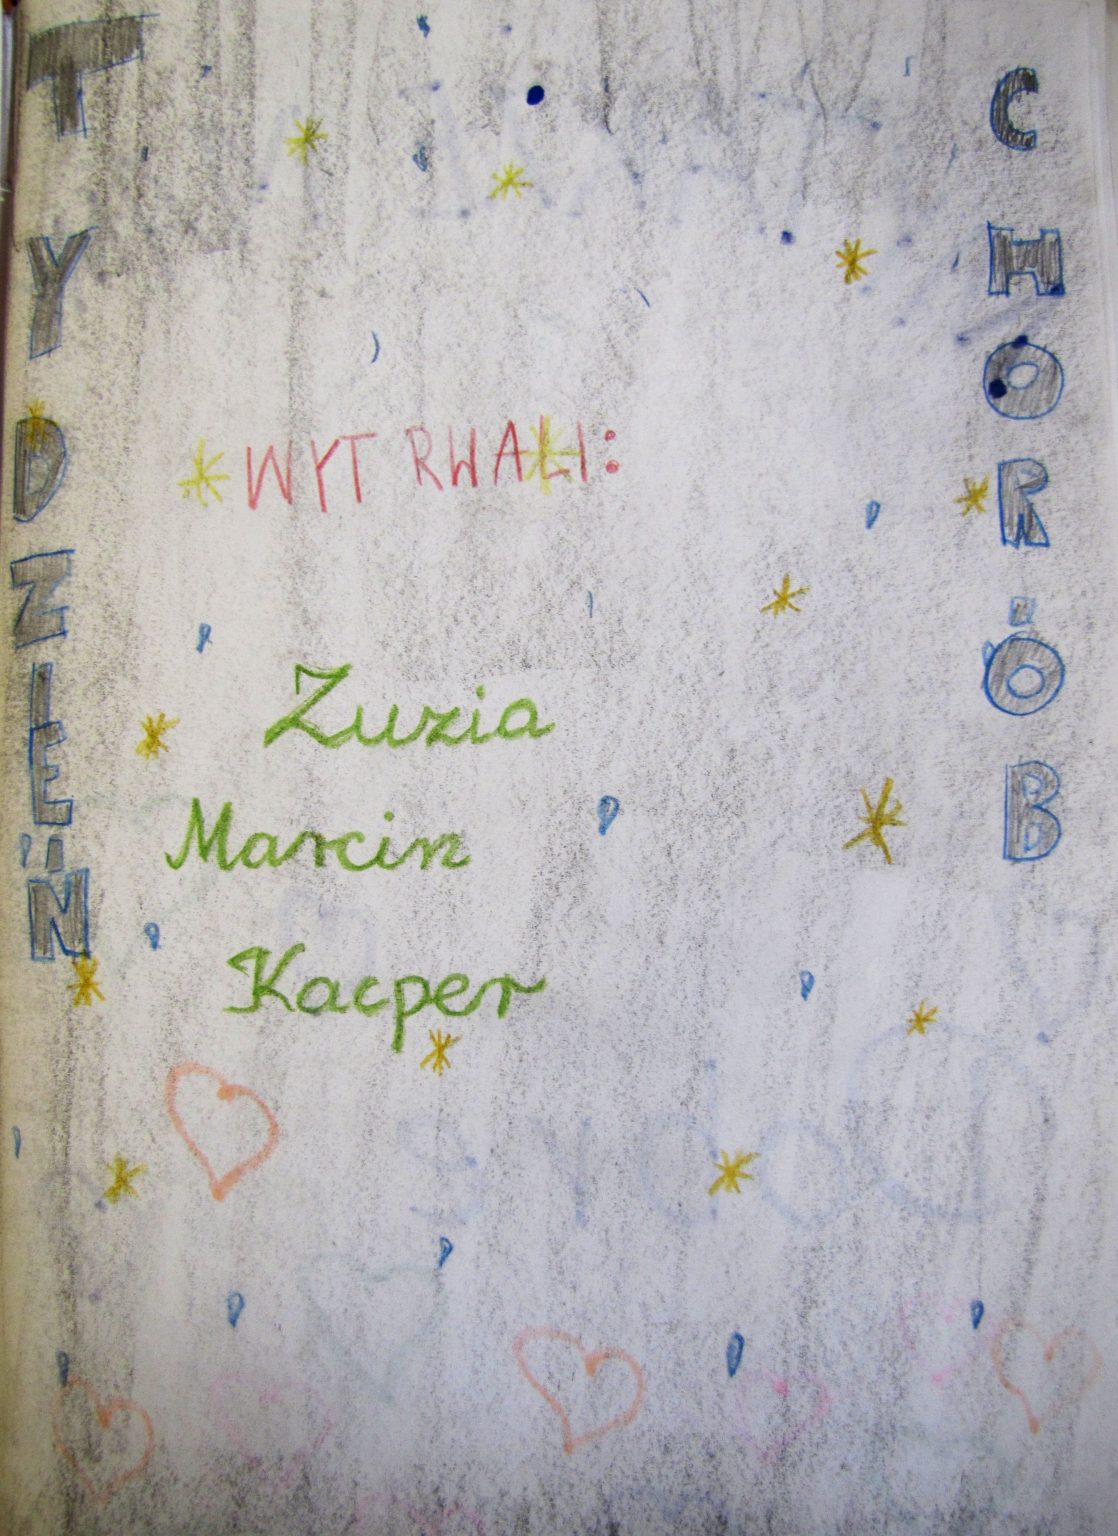 TYDZIEŃ
CHORÓB
WYTRWALI:
Zuzia
Marcin
Kacper